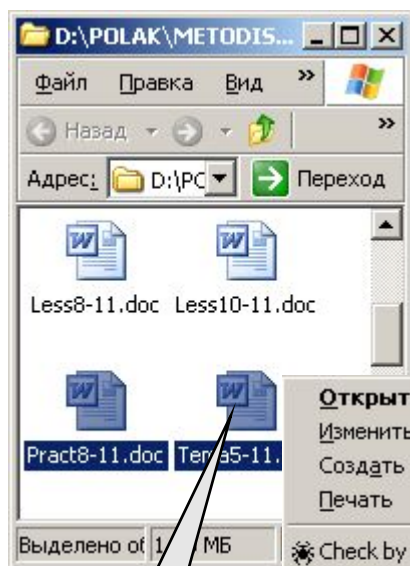 D:\POLAK\METODIS...
Файл Правка Вид »
Назад »
Адрес: D:\PC Переход
Less8-11.doc Less10-11.doc
Pract8-11.doc 5-11.
Открыт
Изменить
Создать
Печать
Выделено МБ
Check by